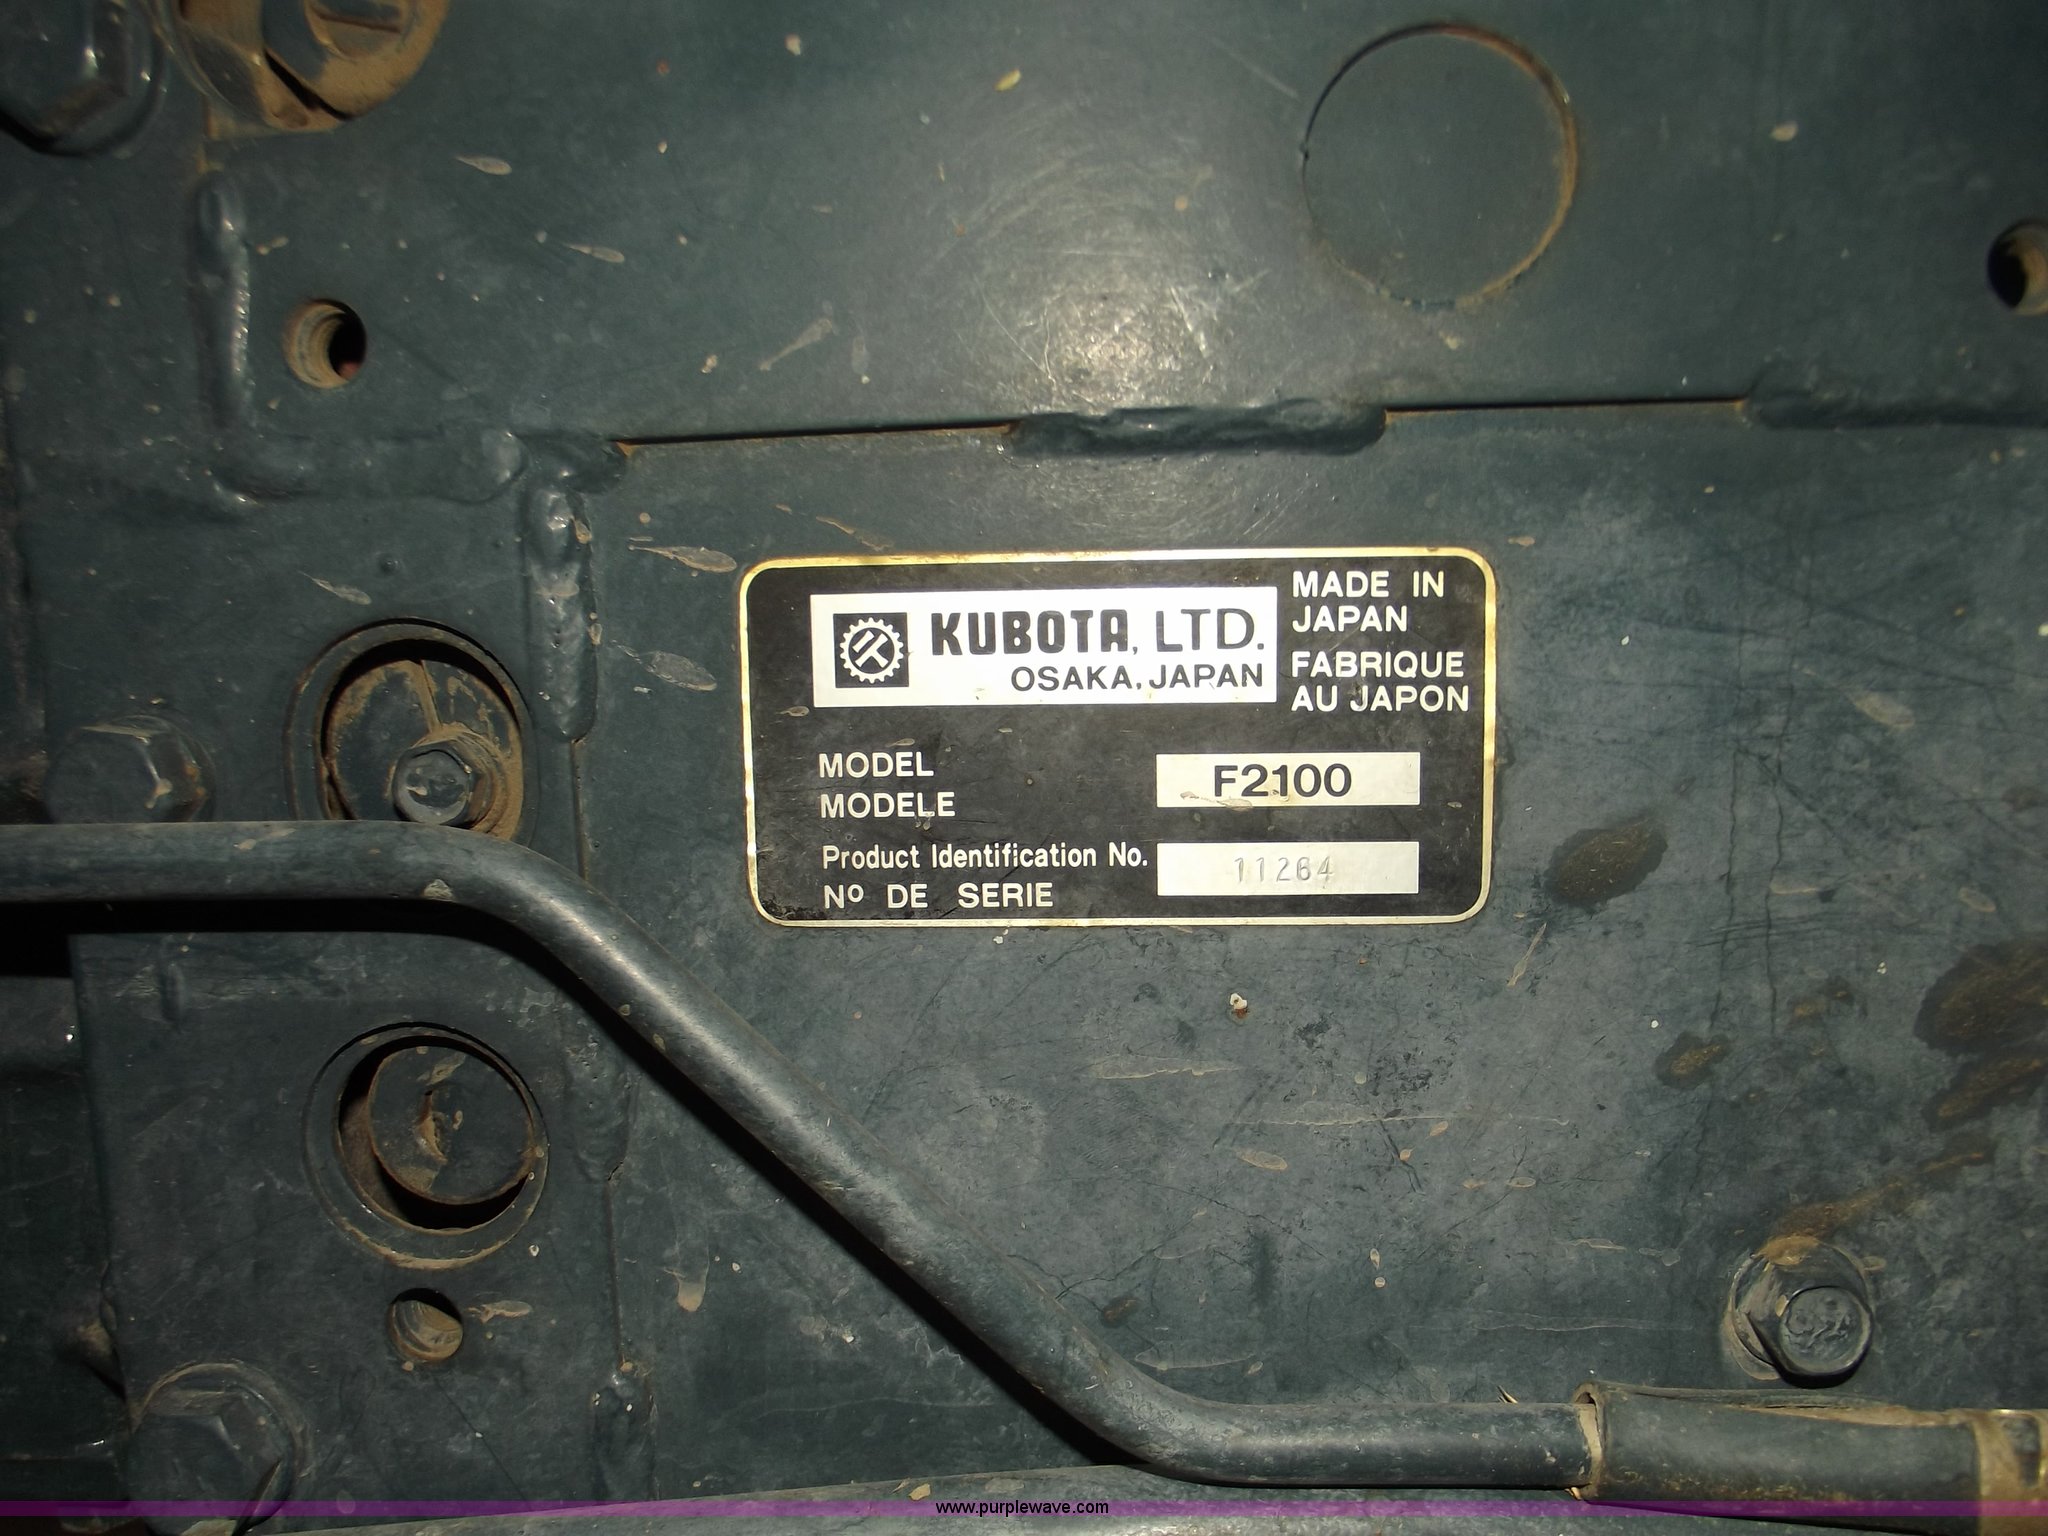 KUBOTA, LTD.
OSAKA, JAPAN
MADE IN
JAPAN
FABRIQUE
AU JAPON
MODEL
MODELE
F2100
Product Identification No.
Nº DE SERIE
11264
www.purplewave.com